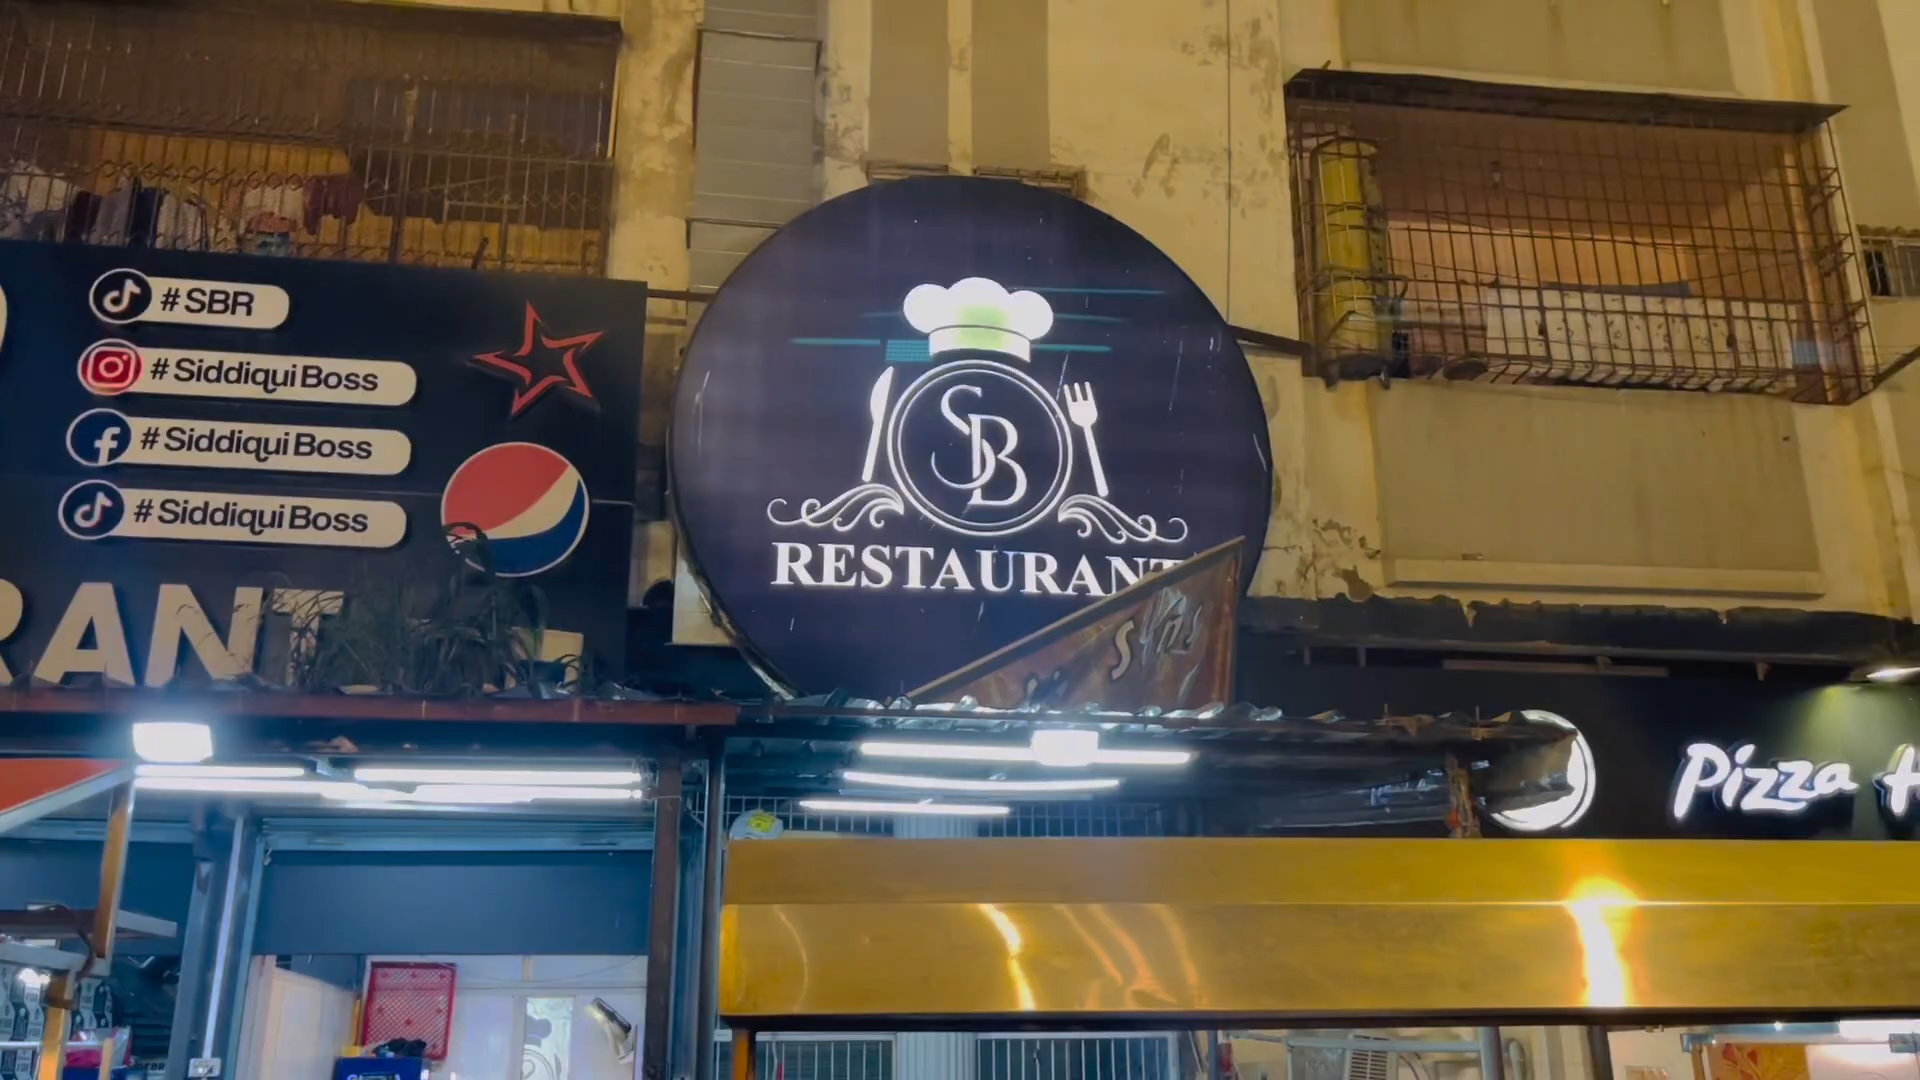 #SBR
#Siddiqui Boss
#Siddiqui Boss
#Siddiqui Boss
RANT
SB
RESTAURANT
Pizza H